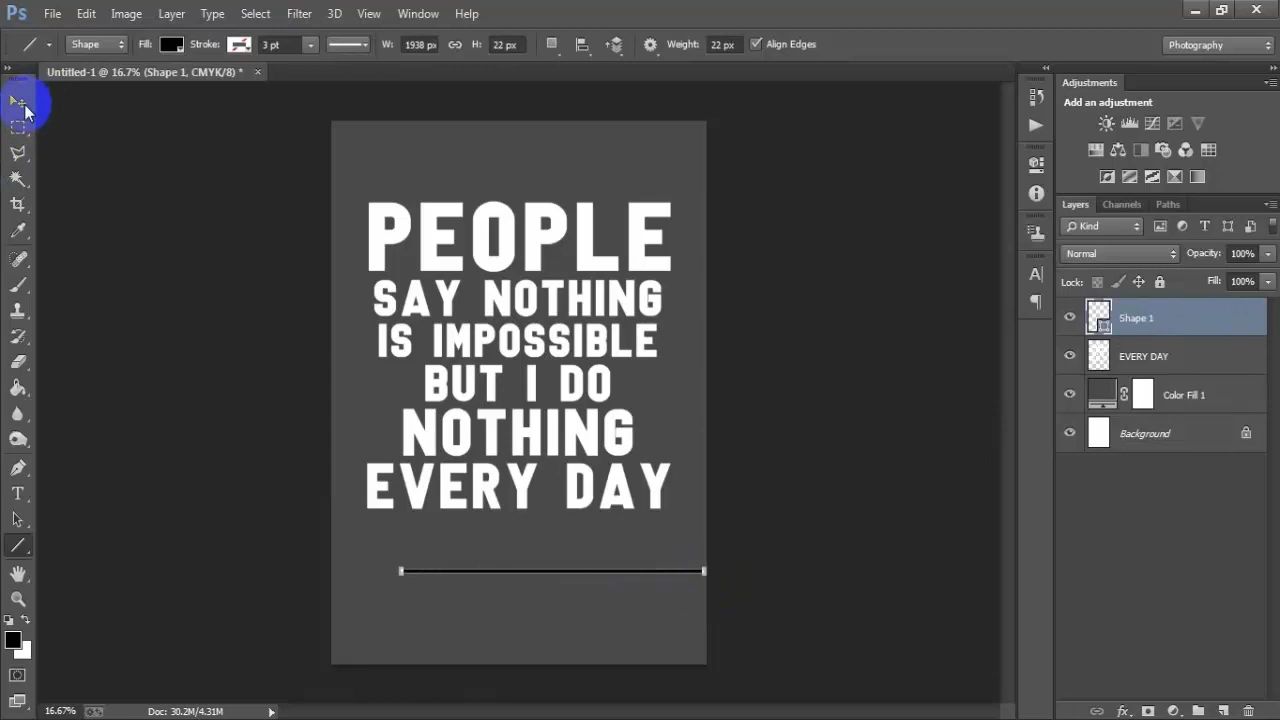 Ps File Edit Image Layer Type Select Filter 3D View Window Help
Shape Fill: Stroke: 3 pt W: 1938 px H: 22 px Weight: 22 px Align Edges Photography
Untitled-1 @ 16.7% (Shape 1, CMYK/8) *
Adjustments
Add an adjustment
Layers Channels Paths
Kind
Normal Opacity: 100%
Lock: Fill: 100%
Shape 1
EVERY DAY
Color Fill 1
Background
PEOPLE
SAY NOTHING
IS IMPOSSIBLE
BUT I DO
NOTHING
EVERY DAY
16.67% Doc: 30.2M/4.31M